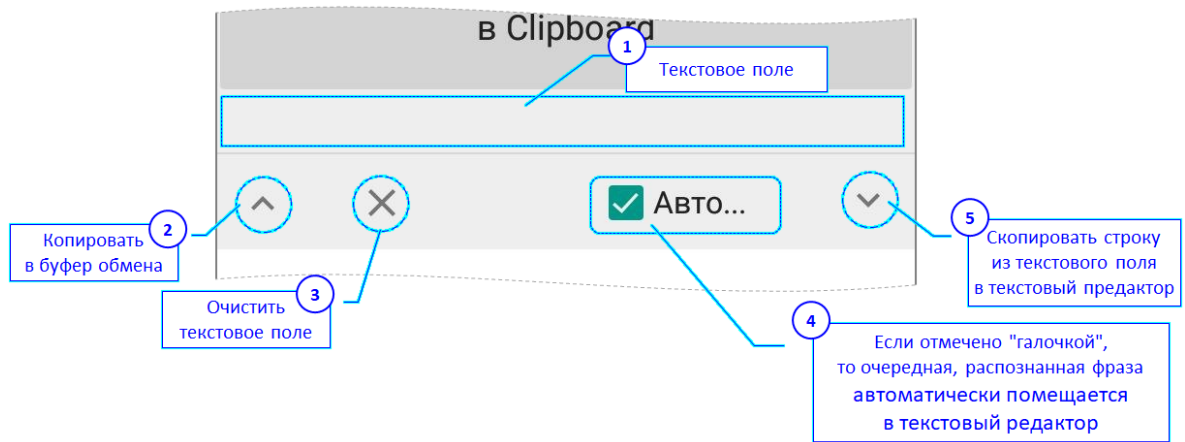 в Clipboard
1
Текстовое поле
Авто...
2
Копировать
в буфер обмена
3
Очистить
текстовое поле
4
Если отмечено "галочкой",
то очередная, распознанная фраза
автоматически помещается
в текстовый редактор
5
Скопировать строку
из текстового поля
в текстовый предактор